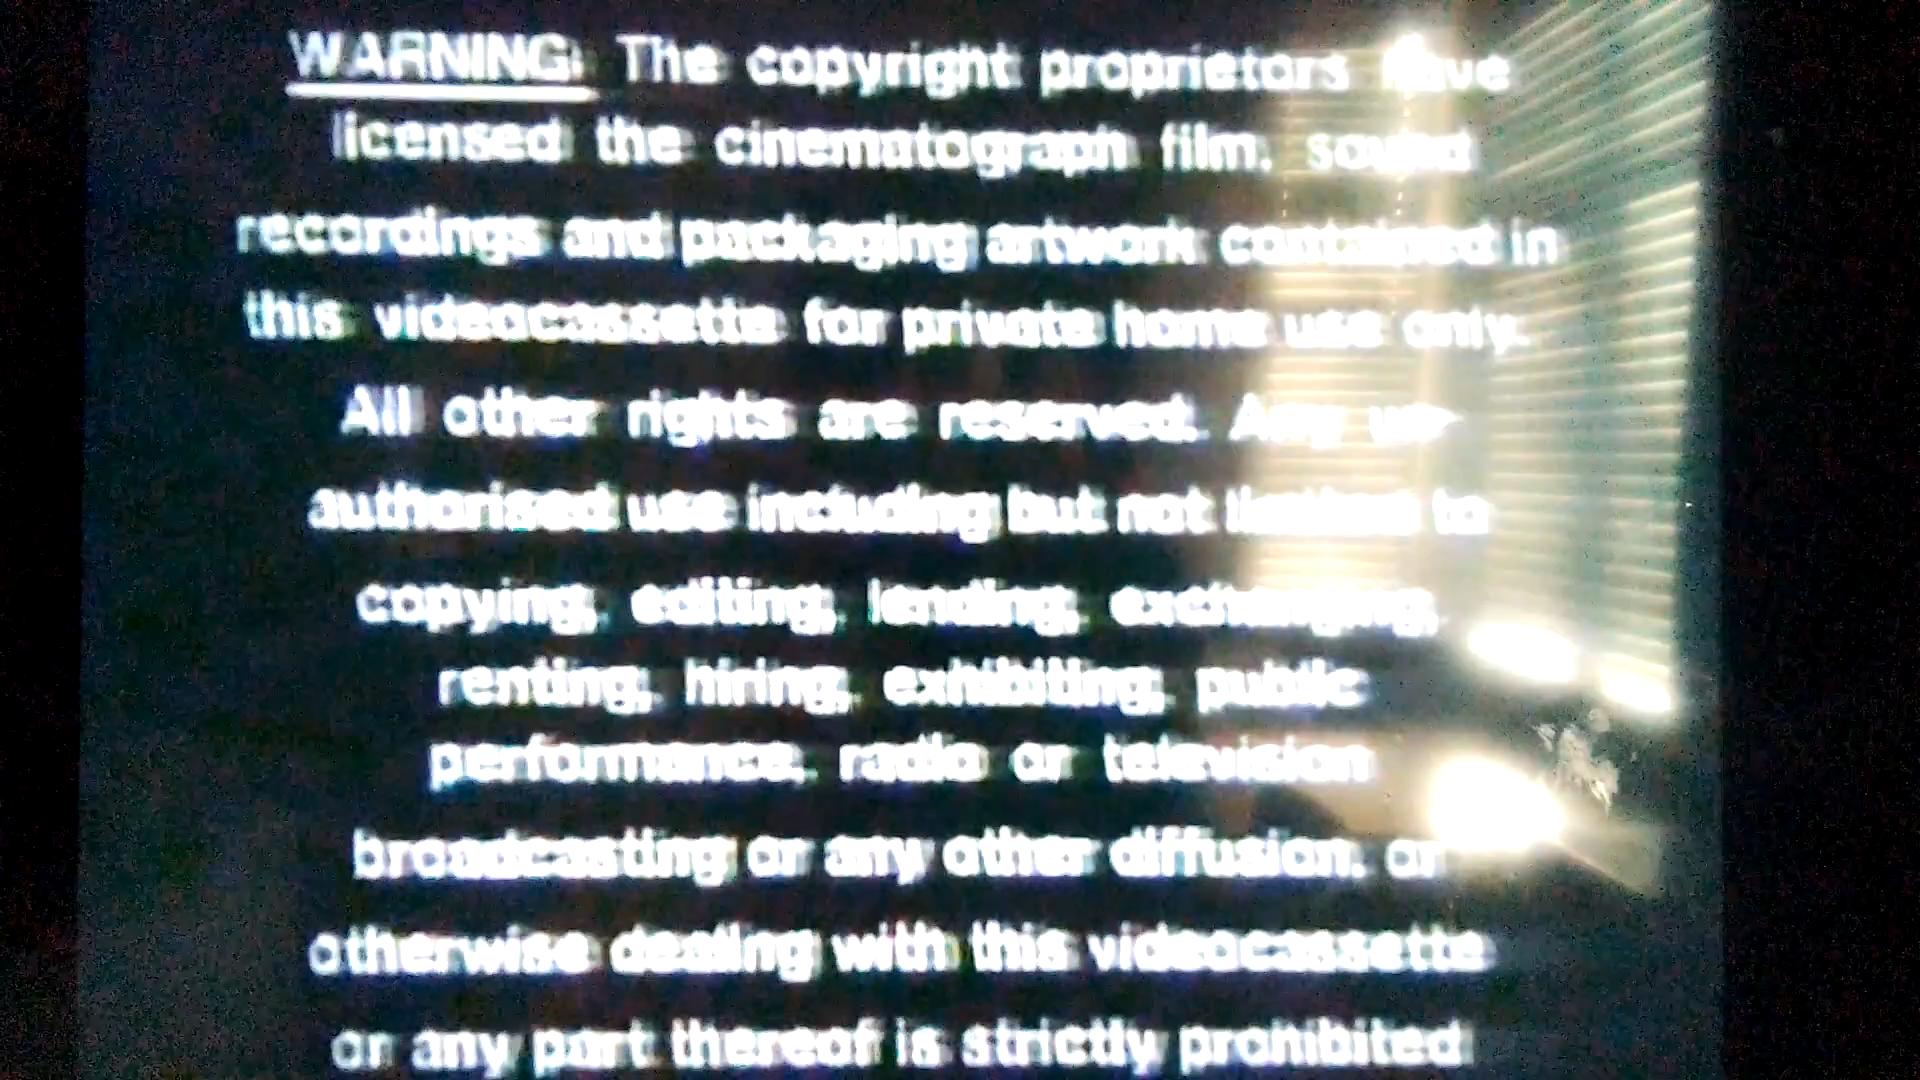 WARNING: The copyright proprietors have
licensed the cinematograph film, sound
recordings and packaging artwork contained in
this videocassette for private home use only.
All other rights are reserved. Any un-
authorised use including but not limited to
copying, editing, lending, exchanging,
renting, hiring, exhibiting, public
performance, radio or television
broadcasting or any other diffusion, or
otherwise dealing with this videocassette
or any part thereof is strictly prohibited